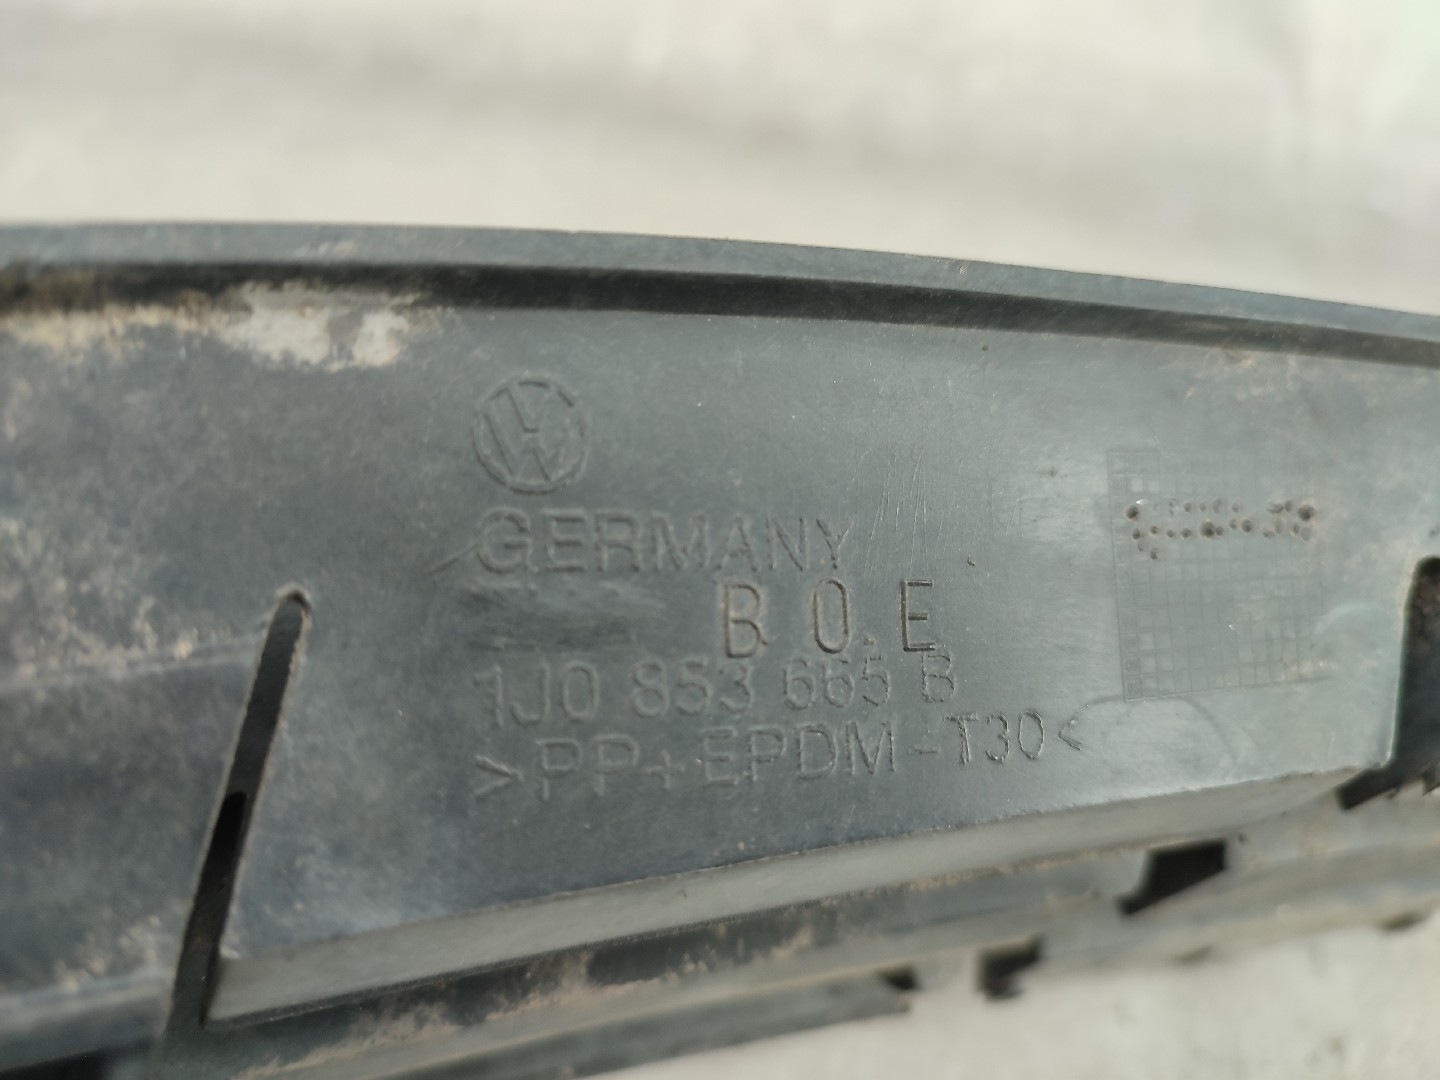 GERMANY
B O.E
1J0 853 665 B
>PP+EPDM-T30<